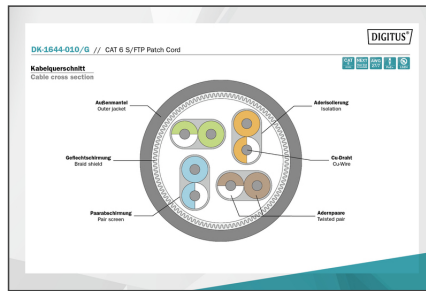 DIGITUS®
DK-1644-010/G // CAT 6 S/FTP Patch Cord
Kabelquerschnitt
Cable cross section
Außenmantel
Outer jacket
Aderisolierung
Isolation
Geflechtschirmung
Braid shield
Cu-Draht
Cu-Wire
Paarabschirmung
Pair screen
Adernpaare
Twisted pair